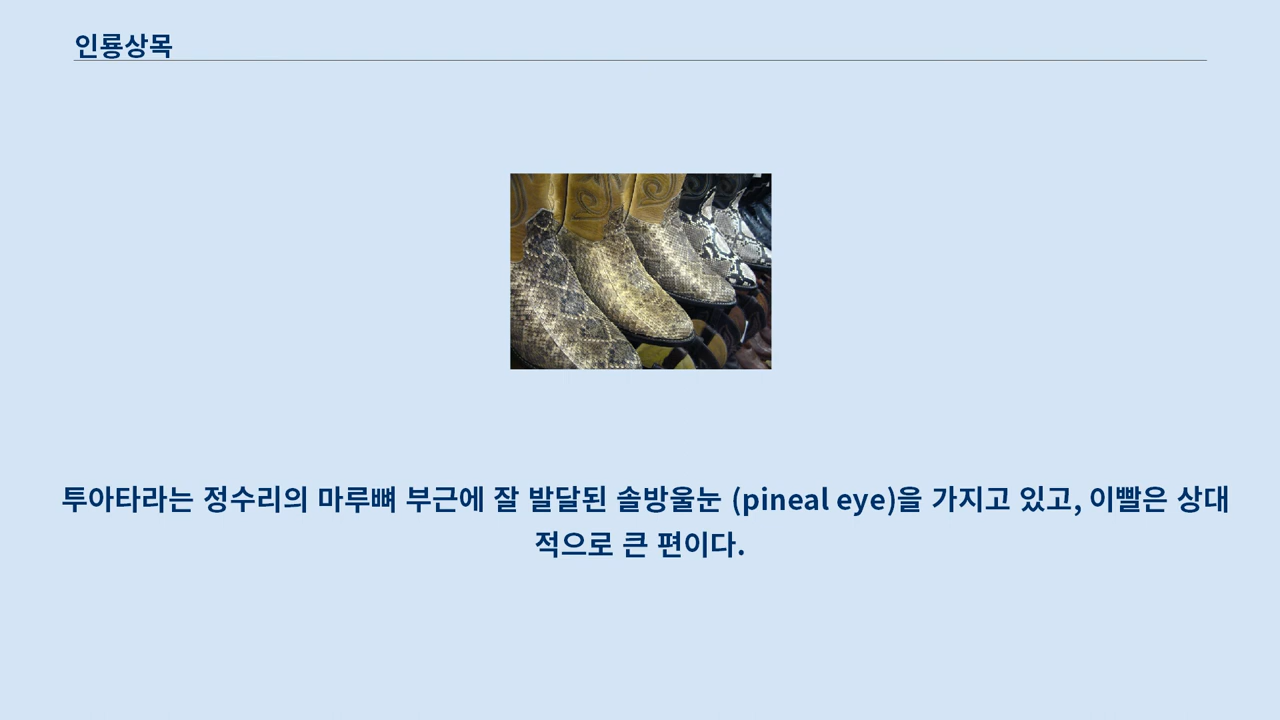 인룡상목
투아타라는 정수리의 마루뼈 부근에 잘 발달된 솔방울눈 (pineal eye)을 가지고 있고, 이빨은 상대
적으로 큰 편이다.